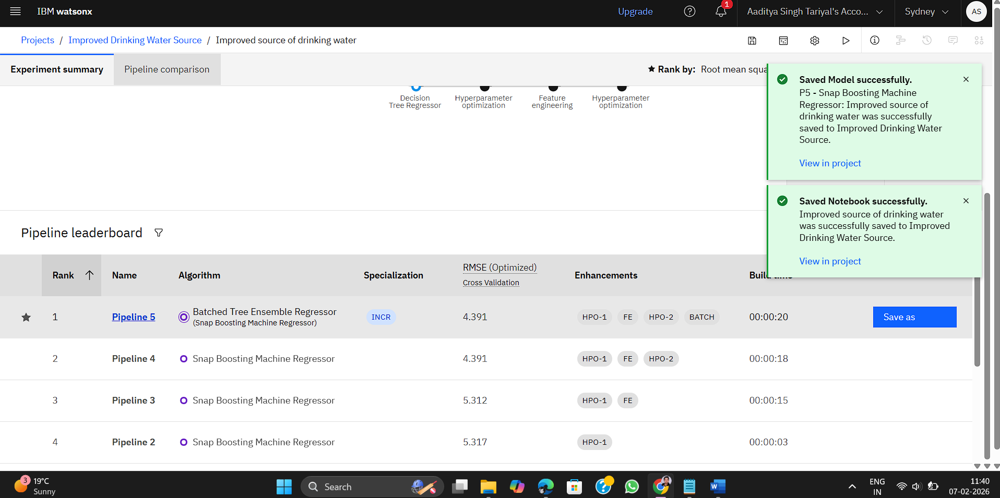 IBM watsonx
Upgrade
1
Aaditya Singh Tariyal's Acco...
Sydney
AS
Projects / Improved Drinking Water Source / Improved source of drinking water
Experiment summary
Pipeline comparison
Rank by: Root mean squa
Decision
Tree Regressor
Hyperparameter
optimization
Feature
engineering
Hyperparameter
optimization
Saved Model successfully.
P5 - Snap Boosting Machine
Regressor: Improved source of
drinking water was successfully
saved to Improved Drinking Water
Source.
View in project
Saved Notebook successfully.
Improved source of drinking water
was successfully saved to Improved
Drinking Water Source.
View in project
Pipeline leaderboard
Rank
Name
Algorithm
Specialization
RMSE (Optimized)
Cross Validation
Enhancements
Build time
1
Pipeline 5
Batched Tree Ensemble Regressor
(Snap Boosting Machine Regressor)
INCR
4.391
HPO-1 FE HPO-2 BATCH
00:00:20
Save as
2
Pipeline 4
Snap Boosting Machine Regressor
4.391
HPO-1 FE HPO-2
00:00:18
3
Pipeline 3
Snap Boosting Machine Regressor
5.312
HPO-1 FE
00:00:15
4
Pipeline 2
Snap Boosting Machine Regressor
5.317
HPO-1
00:00:03
3
19°C
Sunny
Search
ENG
IN
11:40
07-02-2026